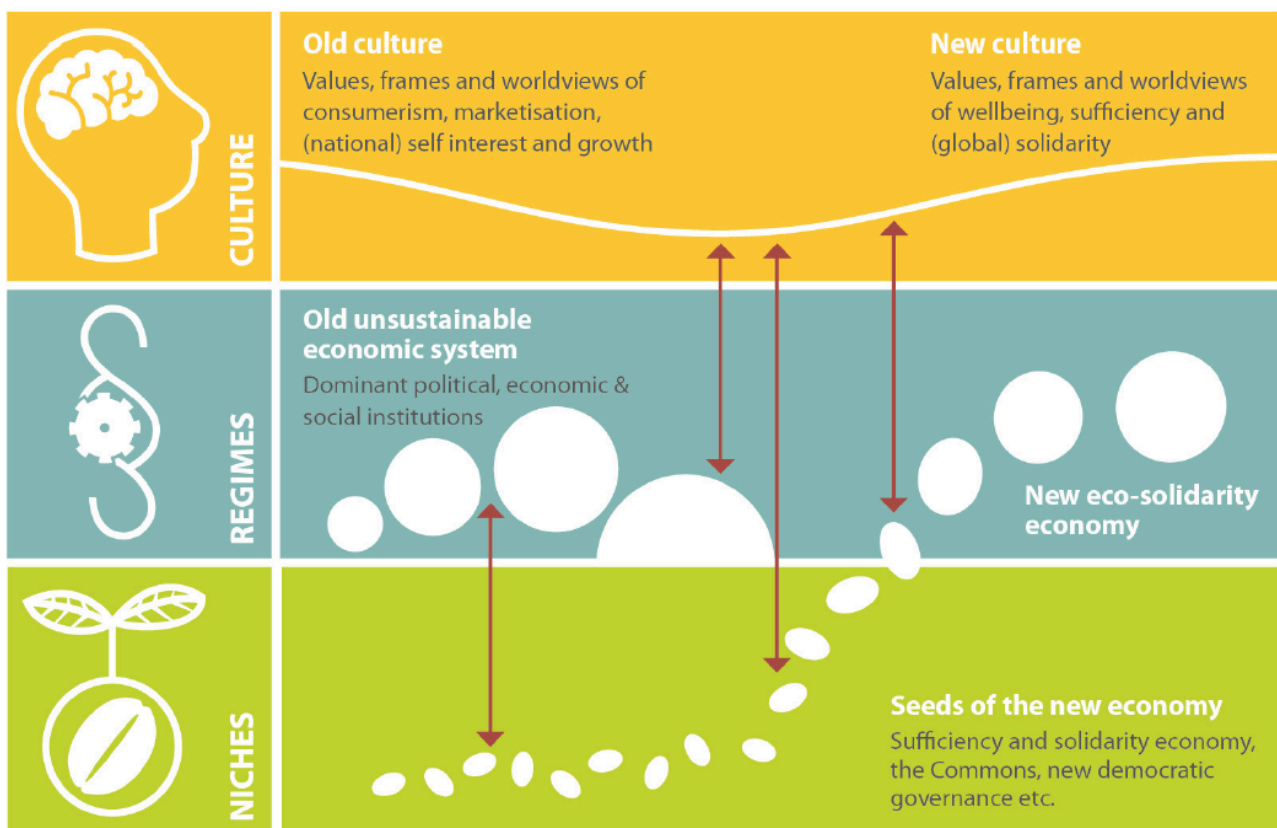 CULTURE
Old culture
Values, frames and worldviews of
consumerism, marketisation,
(national) self interest and growth
New culture
Values, frames and worldviews
of wellbeing, sufficiency and
(global) solidarity
REGIMES
Old unsustainable
economic system
Dominant political, economic &
social institutions
New eco-solidarity
economy
NICHES
Seeds of the new economy
Sufficiency and solidarity economy,
the Commons, new democratic
governance etc.